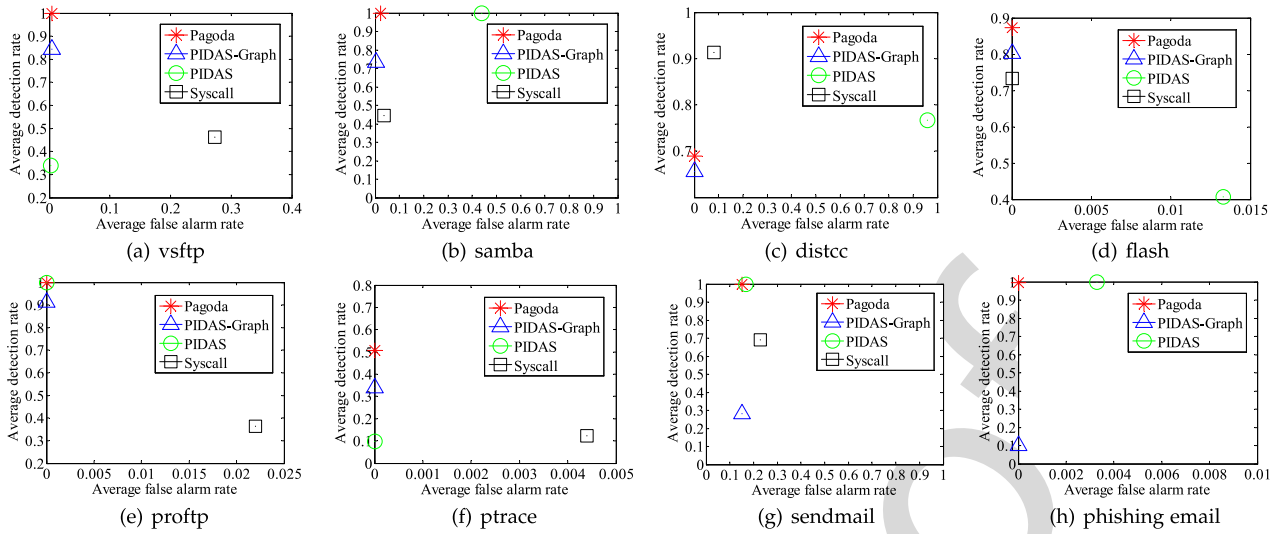 Average detection rate
1
0.9
0.8
0.7
0.6
0.5
0.4
0.3
0.2
0 0.1 0.2 0.3 0.4
Average false alarm rate
Pagoda
PIDAS-Graph
PIDAS
Syscall
(a) vsftp
Average detection rate
1
0.9
0.8
0.7
0.6
0.5
0.4
0.3
0.2
0.1
0
0 0.1 0.2 0.3 0.4 0.5 0.6 0.7 0.8 0.9 1
Average false alarm rate
Pagoda
PIDAS-Graph
PIDAS
Syscall
(b) samba
Average detection rate
1
0.9
0.8
0.7
0 0.2 0.4 0.6 0.8 1
Average false alarm rate
Pagoda
PIDAS-Graph
PIDAS
Syscall
(c) distcc
Average detection rate
0.9
0.8
0.7
0.6
0.5
0.4
0 0.005 0.010 0.015
Average false alarm rate
Pagoda
PIDAS-Graph
PIDAS
Syscall
(d) flash
Average detection rate
1
0.9
0.8
0.7
0.6
0.5
0.4
0.3
0.2
0 0.005 0.01 0.015 0.02 0.025
Average false alarm rate
Pagoda
PIDAS-Graph
PIDAS
Syscall
(e) proftp
Average detection rate
0.8
0.7
0.6
0.5
0.4
0.3
0.2
0.1
0
0 0.001 0.002 0.003 0.004 0.005
Average false alarm rate
Pagoda
PIDAS-Graph
PIDAS
Syscall
(f) ptrace
Average detection rate
1
0.9
0.8
0.7
0.6
0.5
0.4
0.3
0.2
0.1
0
0 0.1 0.2 0.3 0.4 0.5 0.6 0.7 0.8 0.9 1
Average false alarm rate
Pagoda
PIDAS-Graph
PIDAS
Syscall
(g) sendmail
Average detection rate
1
0.9
0.8
0.7
0.6
0.5
0.4
0.3
0.2
0.1
0
0 0.002 0.004 0.006 0.008 0.01
Average false alarm rate
Pagoda
PIDAS-Graph
PIDAS
(h) phishing email